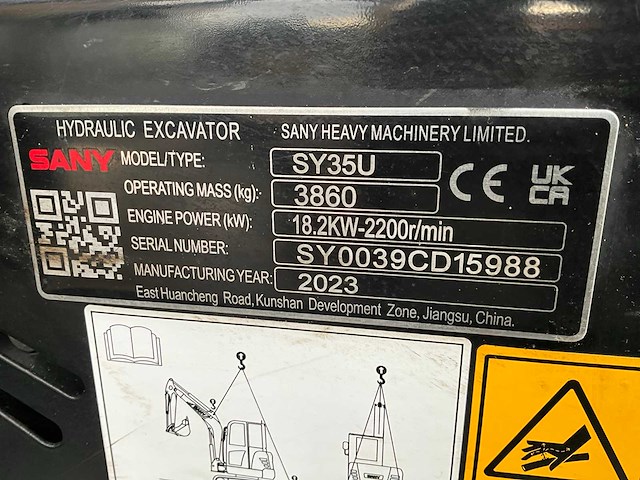 HYDRAULIC EXCAVATOR SANY HEAVY MACHINERY LIMITED.
SANY MODEL/TYPE: SY35U
OPERATING MASS (kg): 3860
ENGINE POWER (kW): 18.2KW-2200r/min
SERIAL NUMBER: SY0039CD15988
MANUFACTURING YEAR: 2023
East Huancheng Road, Kunshan Development Zone, Jiangsu, China.
CE UK
CA